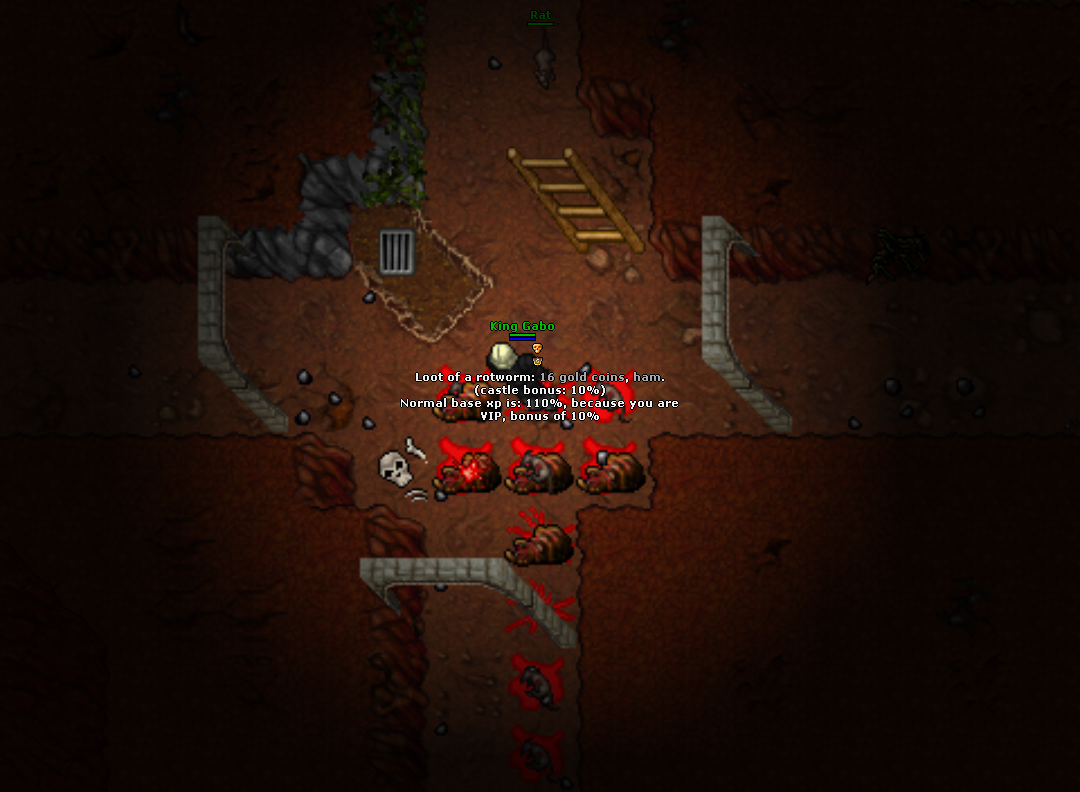 Rat
King Gabo
Loot of a rotworm: 16 gold coins, ham.
(castle bonus: 10%)
Normal base xp is: 110%, because you are
VIP, bonus of 10%